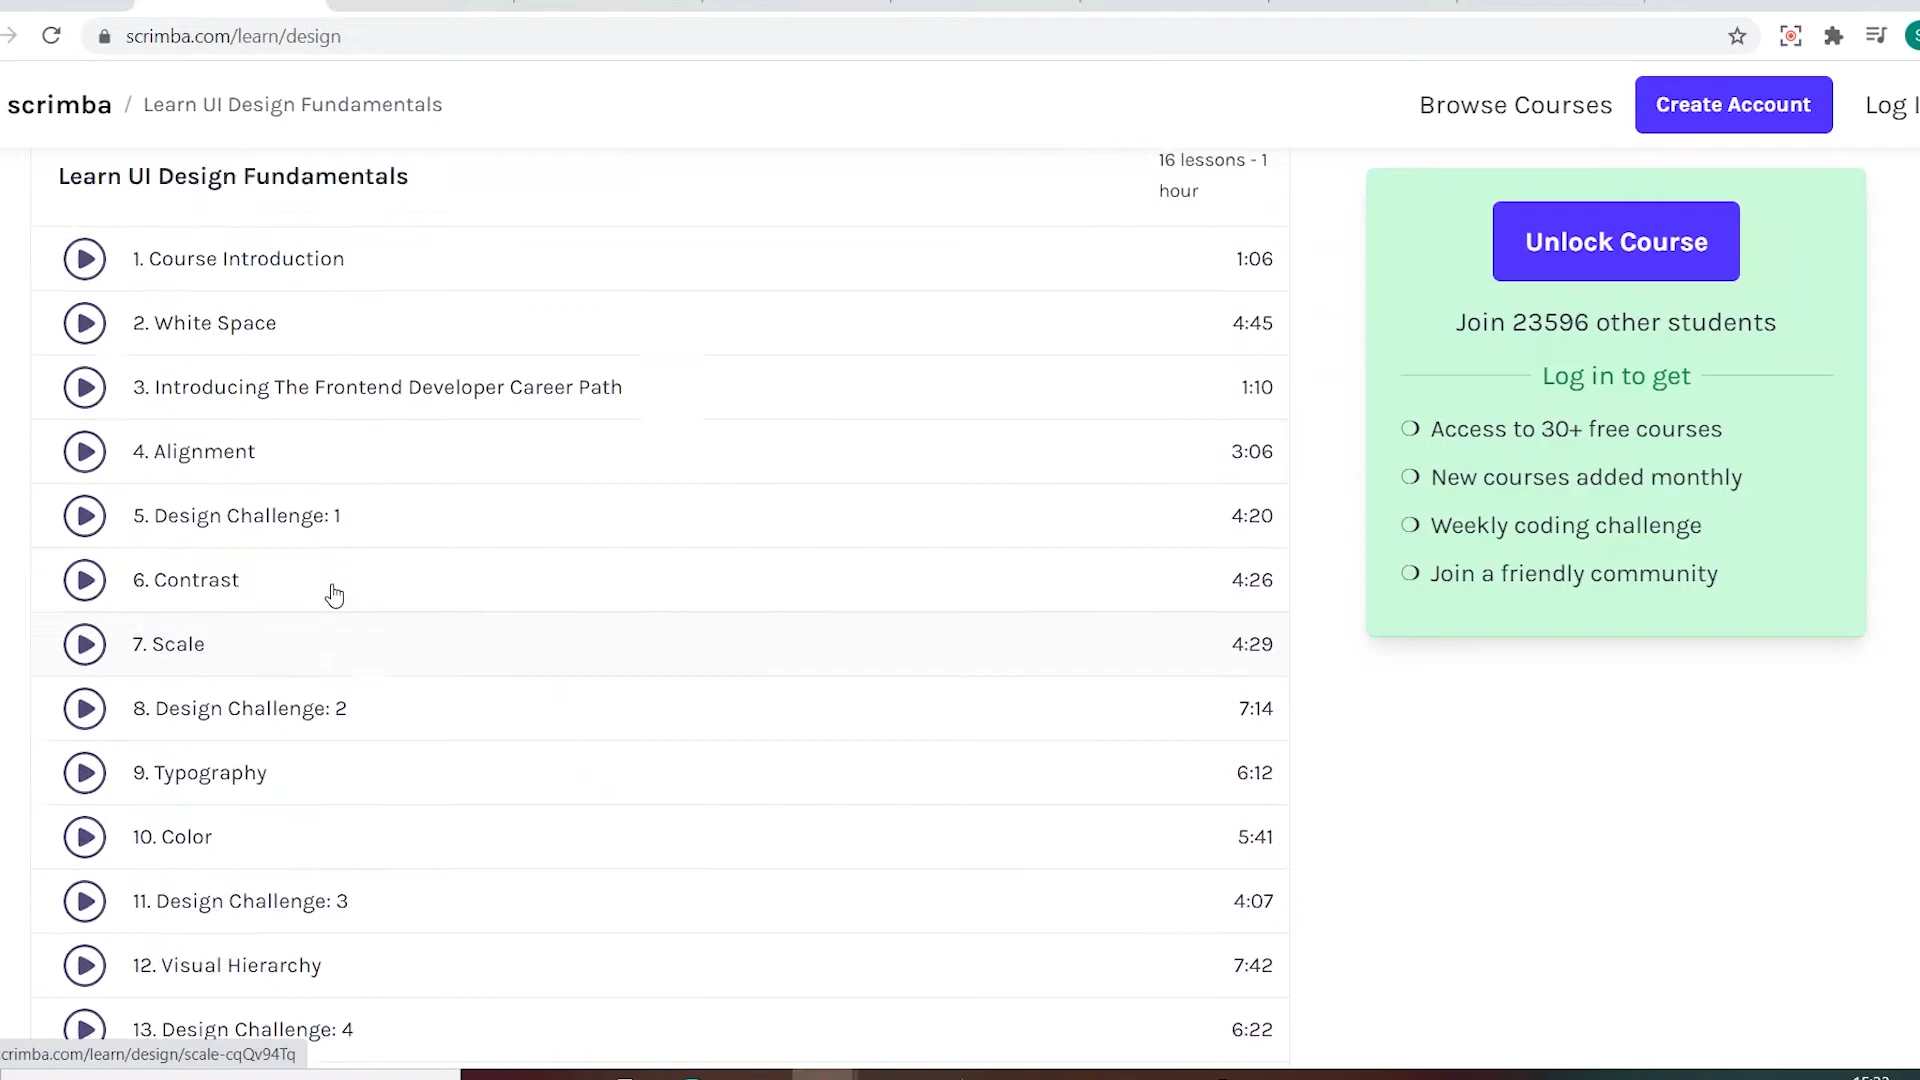 scrimba.com/learn/design
scrimba / Learn UI Design Fundamentals
Browse Courses
Create Account
Log
Learn UI Design Fundamentals
16 lessons - 1
hour
1. Course Introduction 1:06
2. White Space 4:45
3. Introducing The Frontend Developer Career Path 1:10
4. Alignment 3:06
5. Design Challenge: 1 4:20
6. Contrast 4:26
7. Scale 4:29
8. Design Challenge: 2 7:14
9. Typography 6:12
10. Color 5:41
11. Design Challenge: 3 4:07
12. Visual Hierarchy 7:42
13. Design Challenge: 4 6:22
Unlock Course
Join 23596 other students
Log in to get
Access to 30+ free courses
New courses added monthly
Weekly coding challenge
Join a friendly community
crimba.com/learn/design/scale-cqQv94Tq